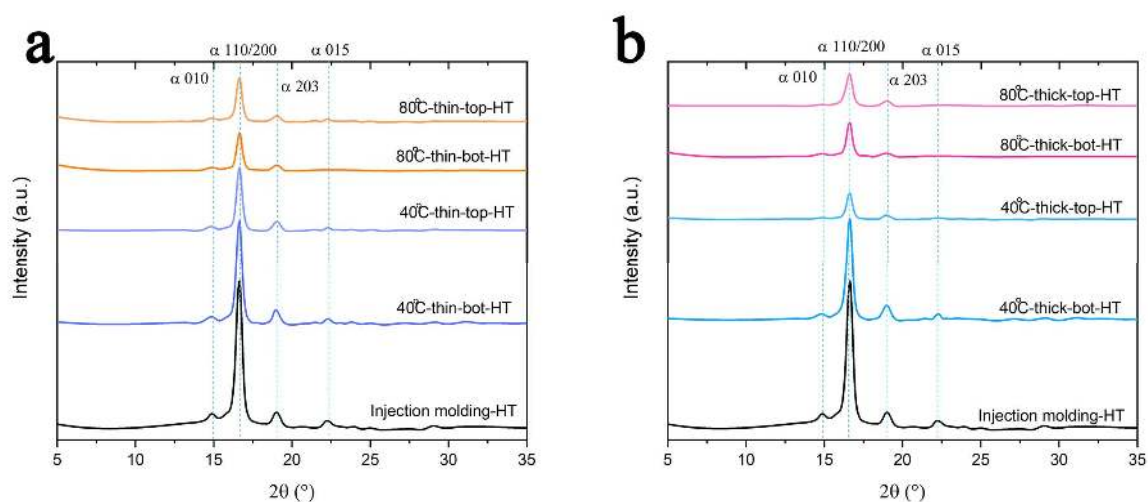 a
α 110/200
α 015
α 010
α 203
80°C-thin-top-HT
80°C-thin-bot-HT
40°C-thin-top-HT
40°C-thin-bot-HT
Injection molding-HT
Intensity (a.u.)
5 10 15 20 25 30 35
2θ (°)
b
α 110/200
α 015
α 010
α 203
80°C-thick-top-HT
80°C-thick-bot-HT
40°C-thick-top-HT
40°C-thick-bot-HT
Injection molding-HT
Intensity (a.u.)
5 10 15 20 25 30 35
2θ (°)